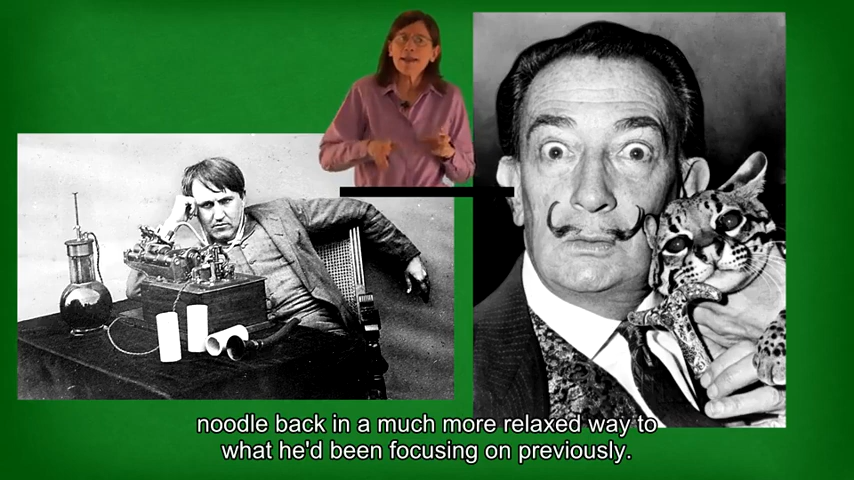 noodle back in a much more relaxed way to
what he'd been focusing on previously.